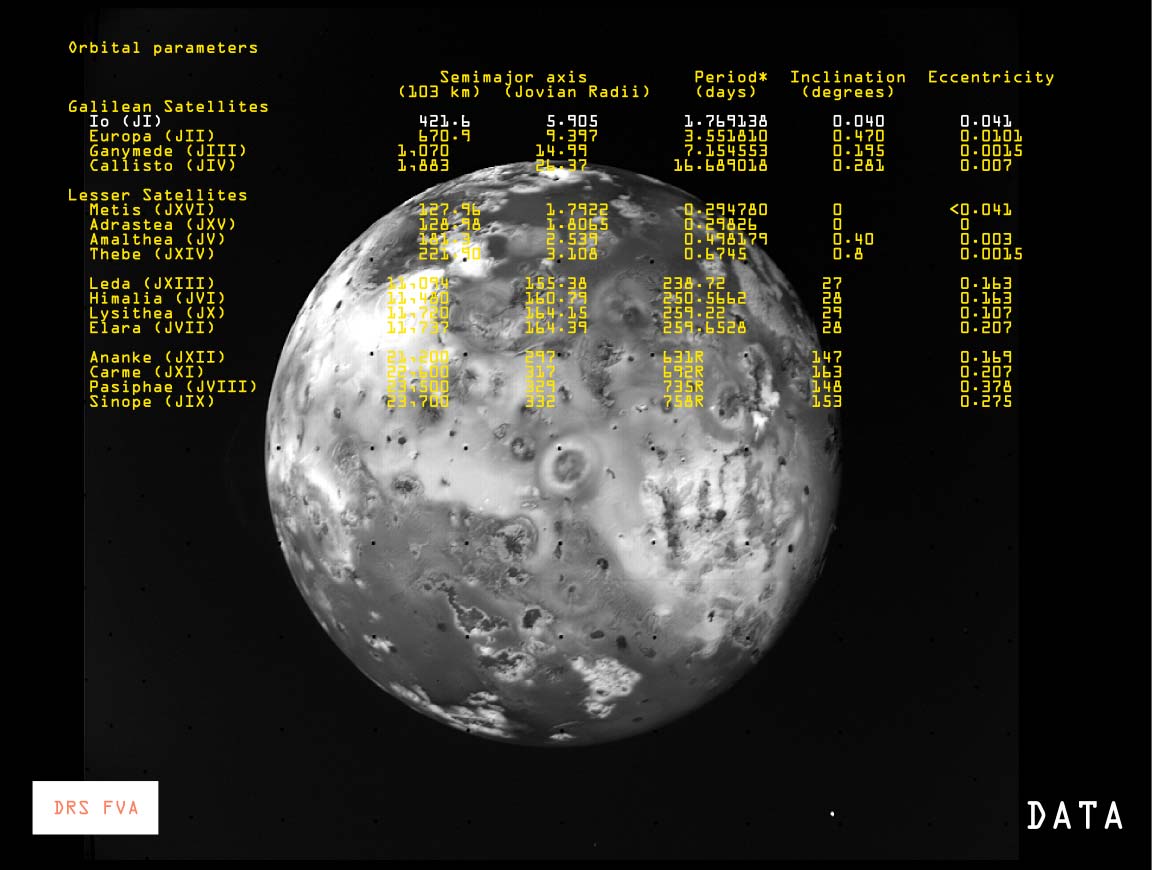 Orbital parameters
Semimajor axis Period* Inclination Eccentricity
(103 km) (Jovian Radii) (days) (degrees)
Galilean Satellites
Io (JI) 421.6 5.905 1.769138 0.040 0.041
Europa (JII) 670.9 9.397 3.551810 0.470 0.0101
Ganymede (JIII) 1,070 14.99 7.154553 0.195 0.0015
Callisto (JIV) 1,883 26.37 16.689018 0.281 0.007
Lesser Satellites
Metis (JXVI) 127.96 1.7922 0.294780 0 <0.041
Adrastea (JXV) 128.98 1.8065 0.29826 0 0
Amalthea (JV) 181.3 2.539 0.498179 0.40 0.003
Thebe (JXIV) 221.90 3.108 0.6745 0.8 0.0015
Leda (JXIII) 11,094 155.38 238.72 27 0.163
Himalia (JVI) 11,480 160.79 250.5662 28 0.163
Lysithea (JX) 11,720 164.15 259.22 29 0.107
Elara (JVII) 11,737 164.39 259.6528 28 0.207
Ananke (JXII) 21,200 297 631R 147 0.169
Carme (JXI) 22,600 317 692R 163 0.207
Pasiphae (JVIII) 23,500 329 735R 148 0.378
Sinope (JIX) 23,700 332 758R 153 0.275
DRS FVA
DATA